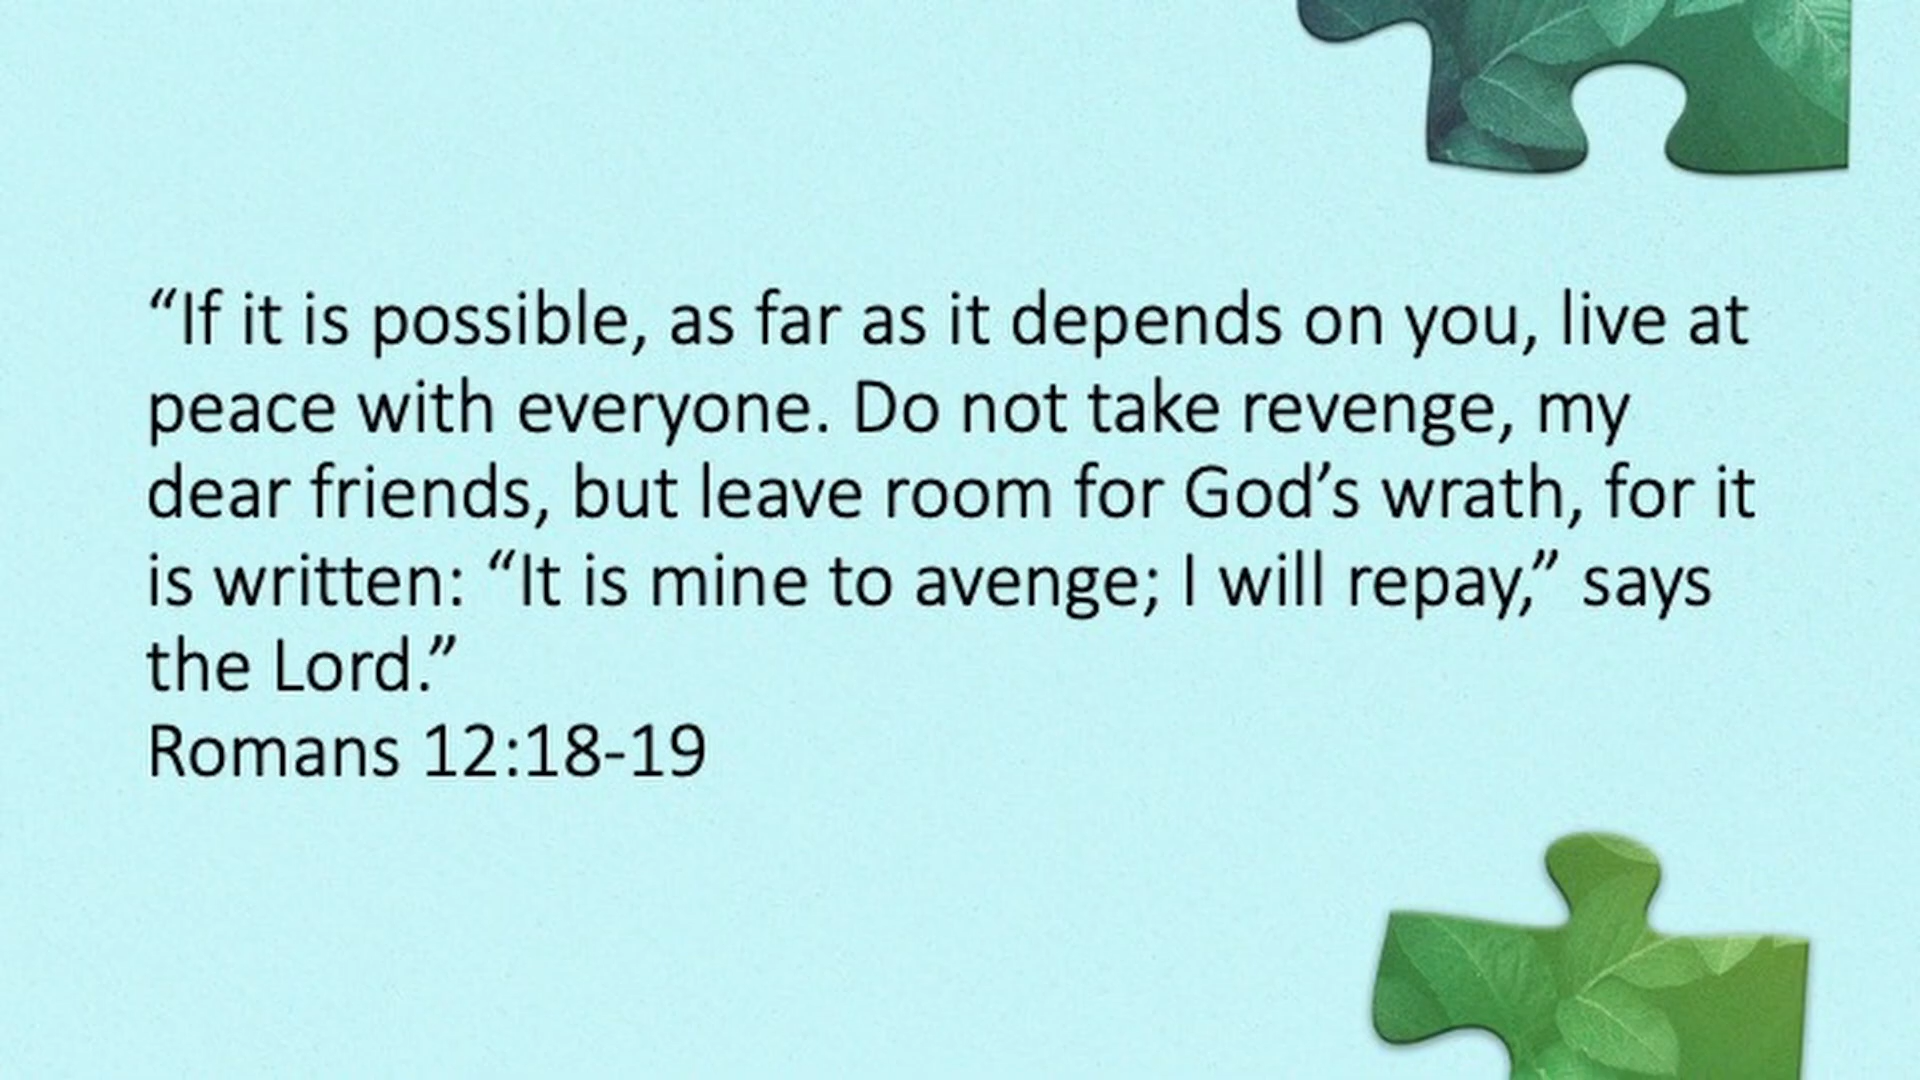 “If it is possible, as far as it depends on you, live at
peace with everyone. Do not take revenge, my
dear friends, but leave room for God’s wrath, for it
is written: “It is mine to avenge; I will repay,” says
the Lord.”
Romans 12:18-19